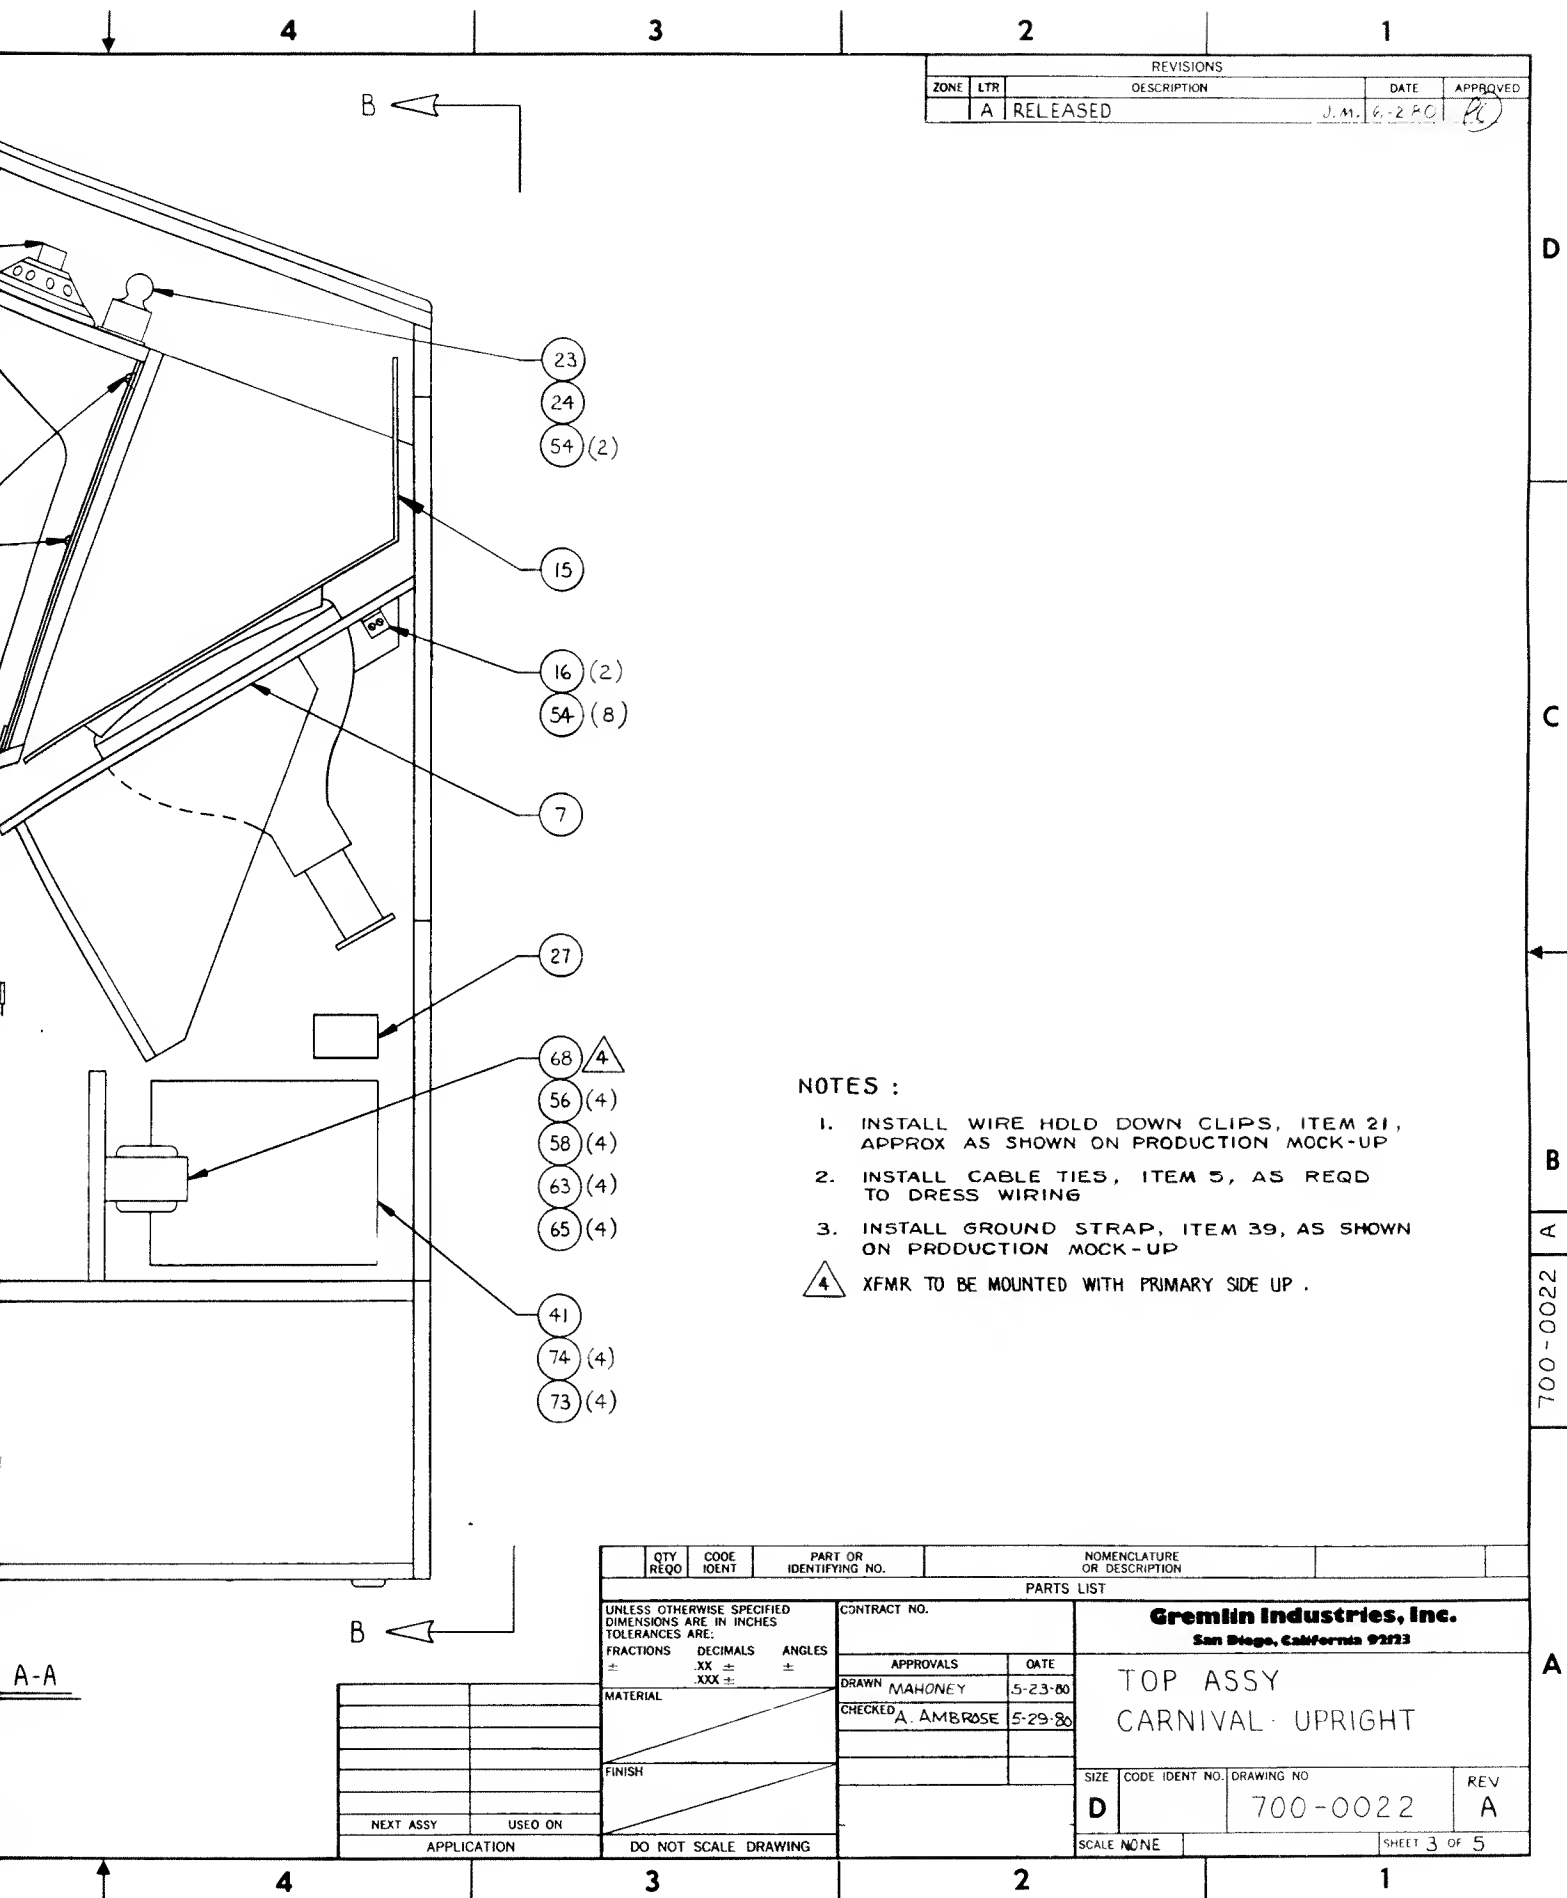 4 3 2 1
REVISIONS
ZONE LTR DESCRIPTION DATE APPROVED
A RELEASED J.M. 6-2-80
B
D
23
24
54 (2)
15
16 (2)
54 (8)
C
7
27
68 4
56 (4)
58 (4)
63 (4)
65 (4)
NOTES :
1. INSTALL WIRE HOLD DOWN CLIPS, ITEM 21,
APPROX AS SHOWN ON PRODUCTION MOCK-UP
2. INSTALL CABLE TIES, ITEM 5, AS REQD
TO DRESS WIRING
3. INSTALL GROUND STRAP, ITEM 39, AS SHOWN
ON PRODUCTION MOCK-UP
4 XFMR TO BE MOUNTED WITH PRIMARY SIDE UP .
B
A
700-0022
41
74 (4)
73 (4)
B
A-A
QTY REQD CODE IDENT PART OR IDENTIFYING NO. NOMENCLATURE OR DESCRIPTION
PARTS LIST
UNLESS OTHERWISE SPECIFIED
DIMENSIONS ARE IN INCHES
TOLERANCES ARE:
FRACTIONS DECIMALS ANGLES
± .XX ± ±
.XXX ±
MATERIAL
FINISH
DO NOT SCALE DRAWING
NEXT ASSY USED ON
APPLICATION
CONTRACT NO.
APPROVALS DATE
DRAWN MAHONEY 5-23-80
CHECKED A. AMBROSE 5-29-80
Gremlin Industries, Inc.
San Diego, California 92123
TOP ASSY
CARNIVAL UPRIGHT
SIZE CODE IDENT NO. DRAWING NO REV
D 700-0022 A
SCALE NONE SHEET 3 OF 5
A
4 3 2 1